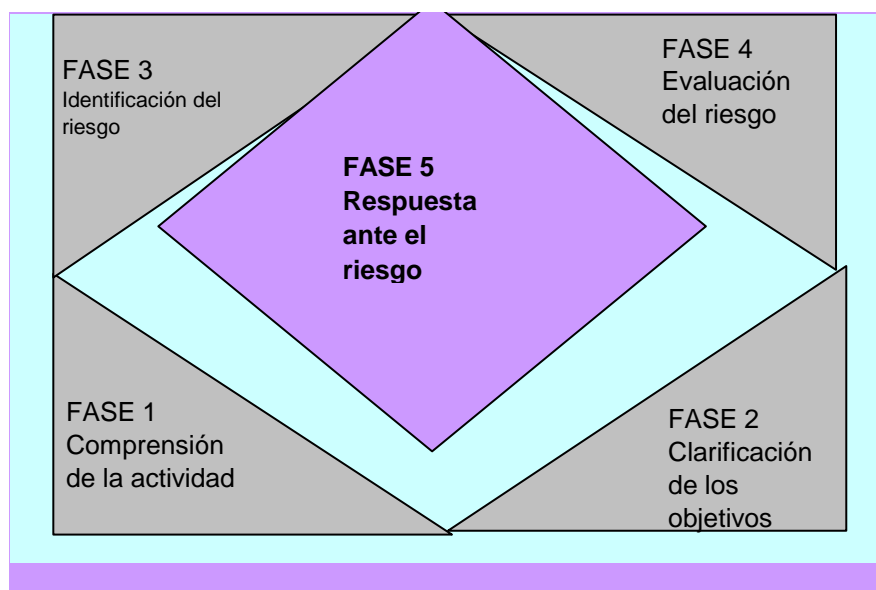 FASE 3
Identificación del
riesgo
FASE 4
Evaluación
del riesgo
FASE 5
Respuesta
ante el
riesgo
FASE 1
Comprensión
de la actividad
FASE 2
Clarificación
de los
objetivos